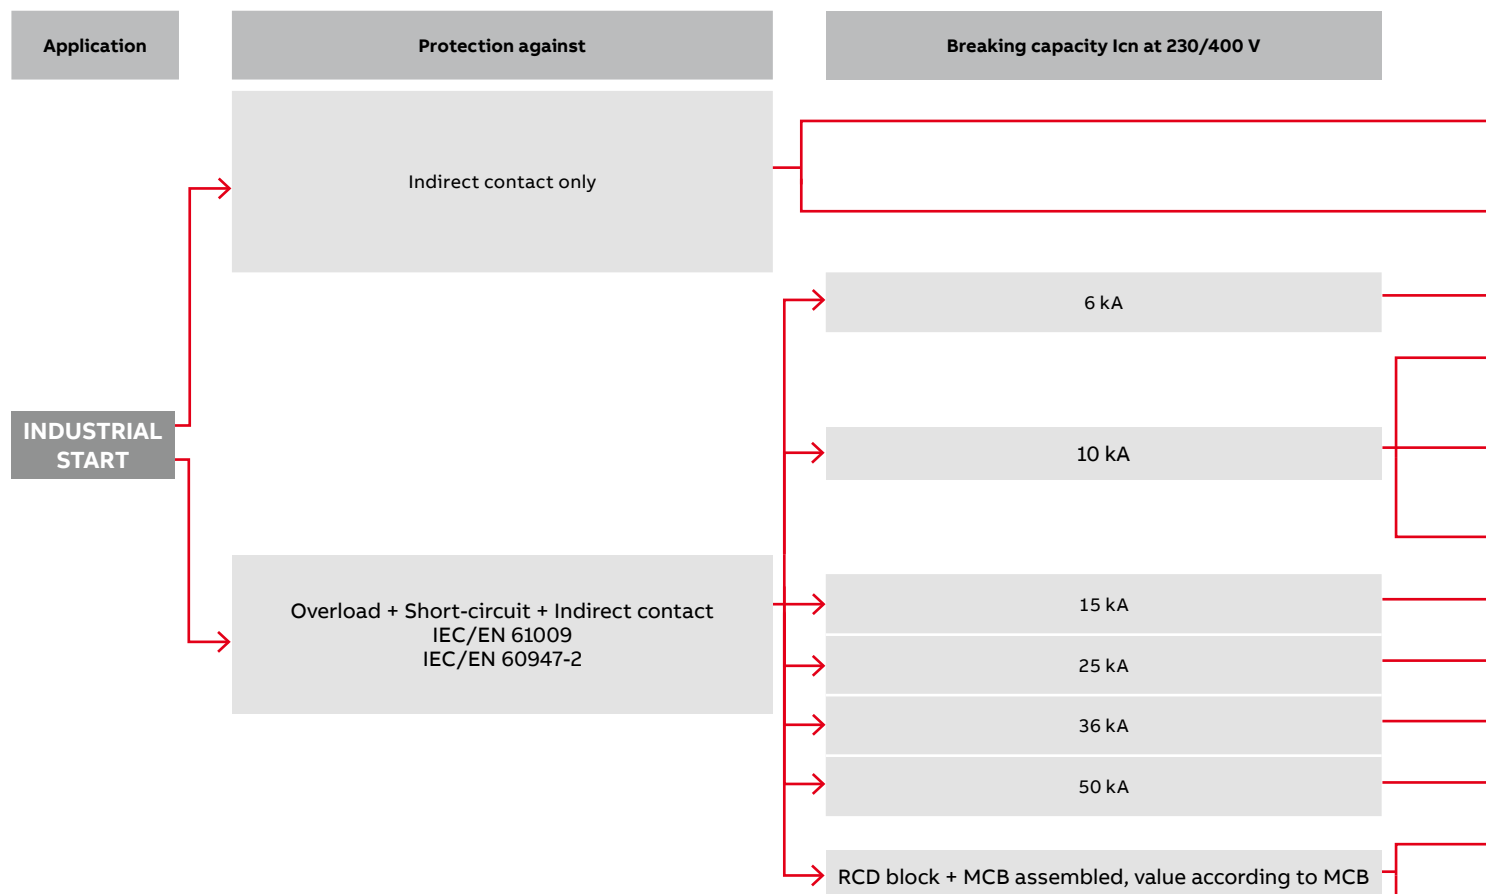 Application
Protection against
Breaking capacity Icn at 230/400 V
Indirect contact only
6 kA
10 kA
INDUSTRIAL
START
Overload + Short-circuit + Indirect contact
IEC/EN 61009
IEC/EN 60947-2
15 kA
25 kA
36 kA
50 kA
RCD block + MCB assembled, value according to MCB